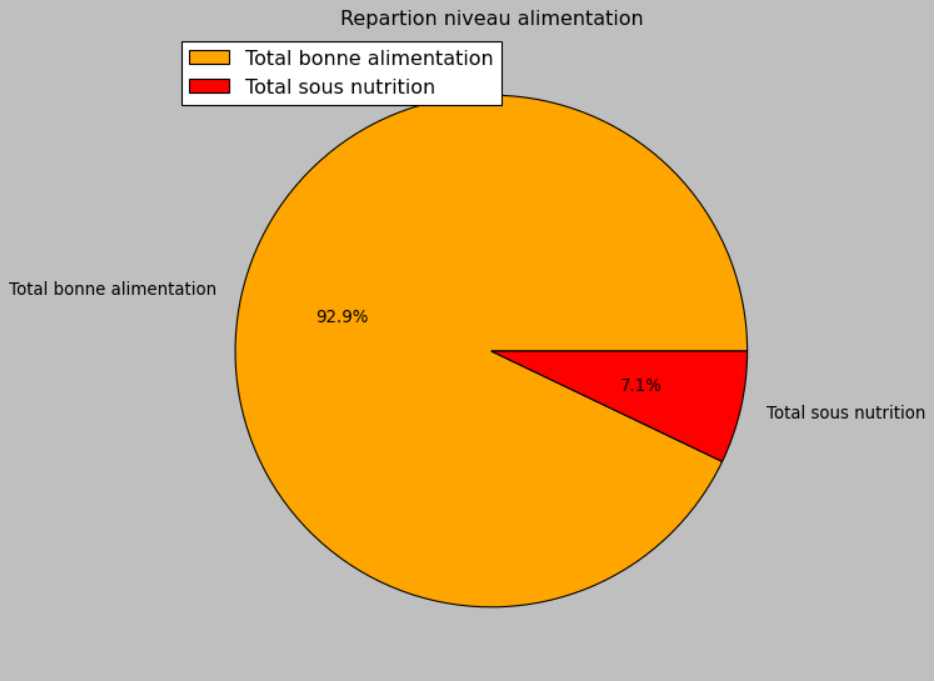 Repartion niveau alimentation
Total bonne alimentation
Total sous nutrition
Total bonne alimentation
92.9%
7.1%
Total sous nutrition